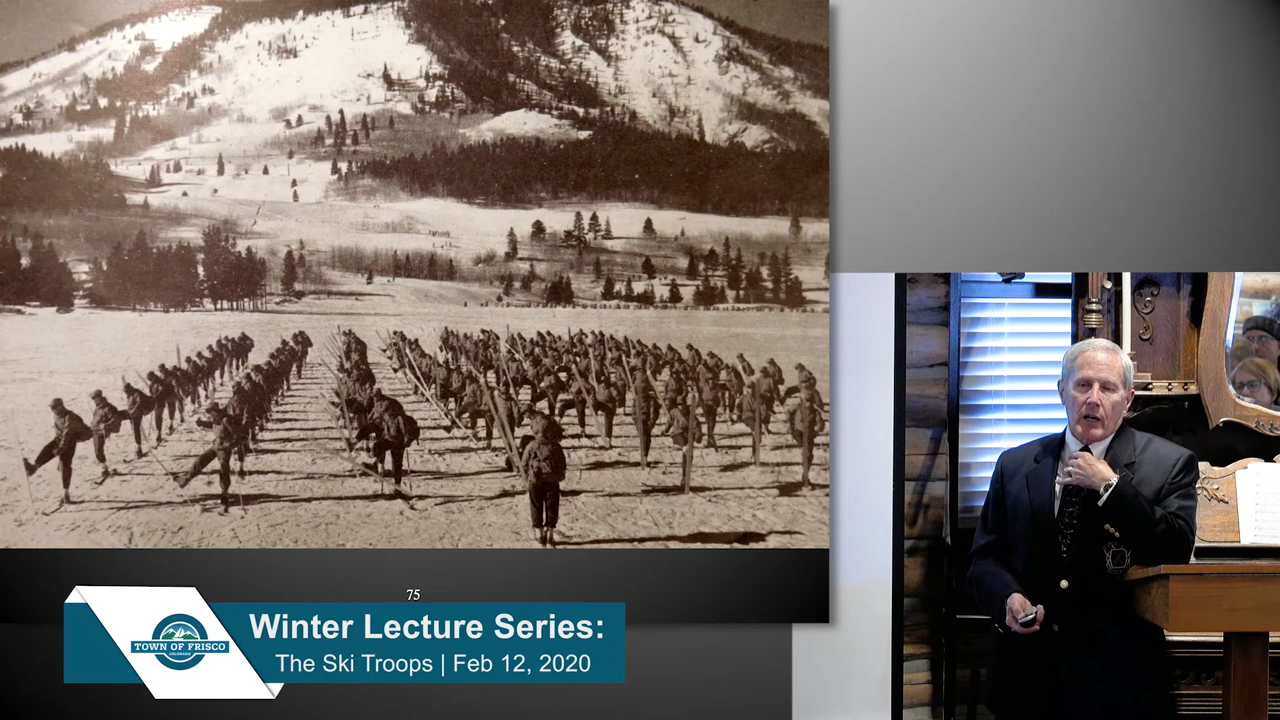 75
Winter Lecture Series:
The Ski Troops | Feb 12, 2020
TOWN OF FRISCO
COLORADO